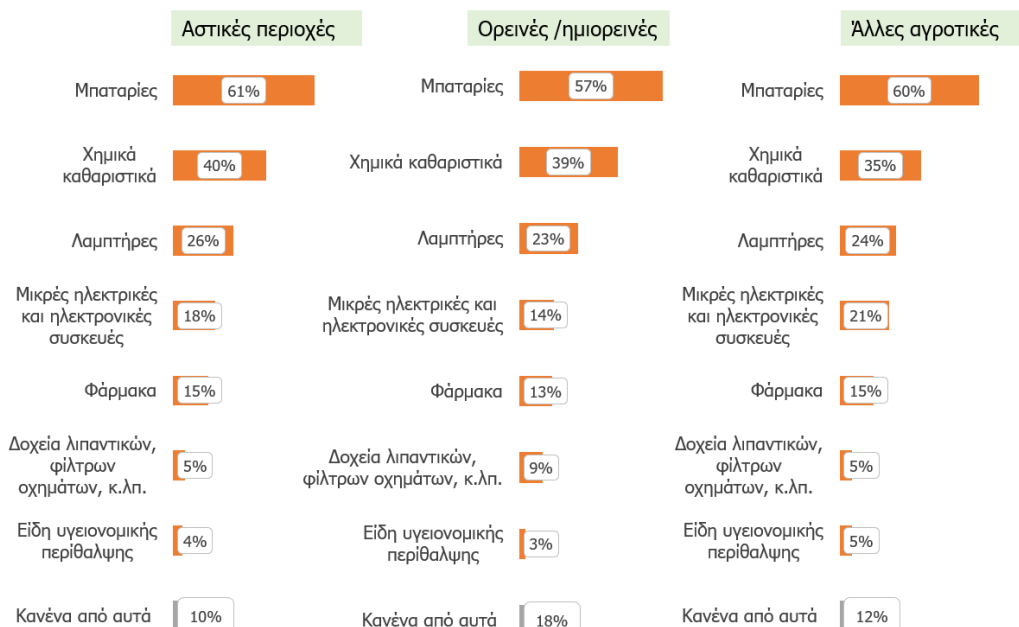 Αστικές περιοχές
Μπαταρίες
61%
Χημικά
καθαριστικά
40%
Λαμπτήρες
26%
Μικρές ηλεκτρικές
και ηλεκτρονικές
συσκευές
18%
Φάρμακα
15%
Δοχεία λιπαντικών,
φίλτρων
οχημάτων, κ.λπ.
5%
Είδη υγειονομικής
περίθαλψης
4%
Κανένα από αυτά
10%
Ορεινές /ημιορεινές
Μπαταρίες
57%
Χημικά καθαριστικά
39%
Λαμπτήρες
23%
Μικρές ηλεκτρικές και
ηλεκτρονικές συσκευές
14%
Φάρμακα
13%
Δοχεία λιπαντικών,
φίλτρων οχημάτων, κ.λπ.
9%
Είδη υγειονομικής
περίθαλψης
3%
Κανένα από αυτά
18%
Άλλες αγροτικές
Μπαταρίες
60%
Χημικά
καθαριστικά
35%
Λαμπτήρες
24%
Μικρές ηλεκτρικές
και ηλεκτρονικές
συσκευές
21%
Φάρμακα
15%
Δοχεία λιπαντικών,
φίλτρων
οχημάτων, κ.λπ.
5%
Είδη υγειονομικής
περίθαλψης
5%
Κανένα από αυτά
12%